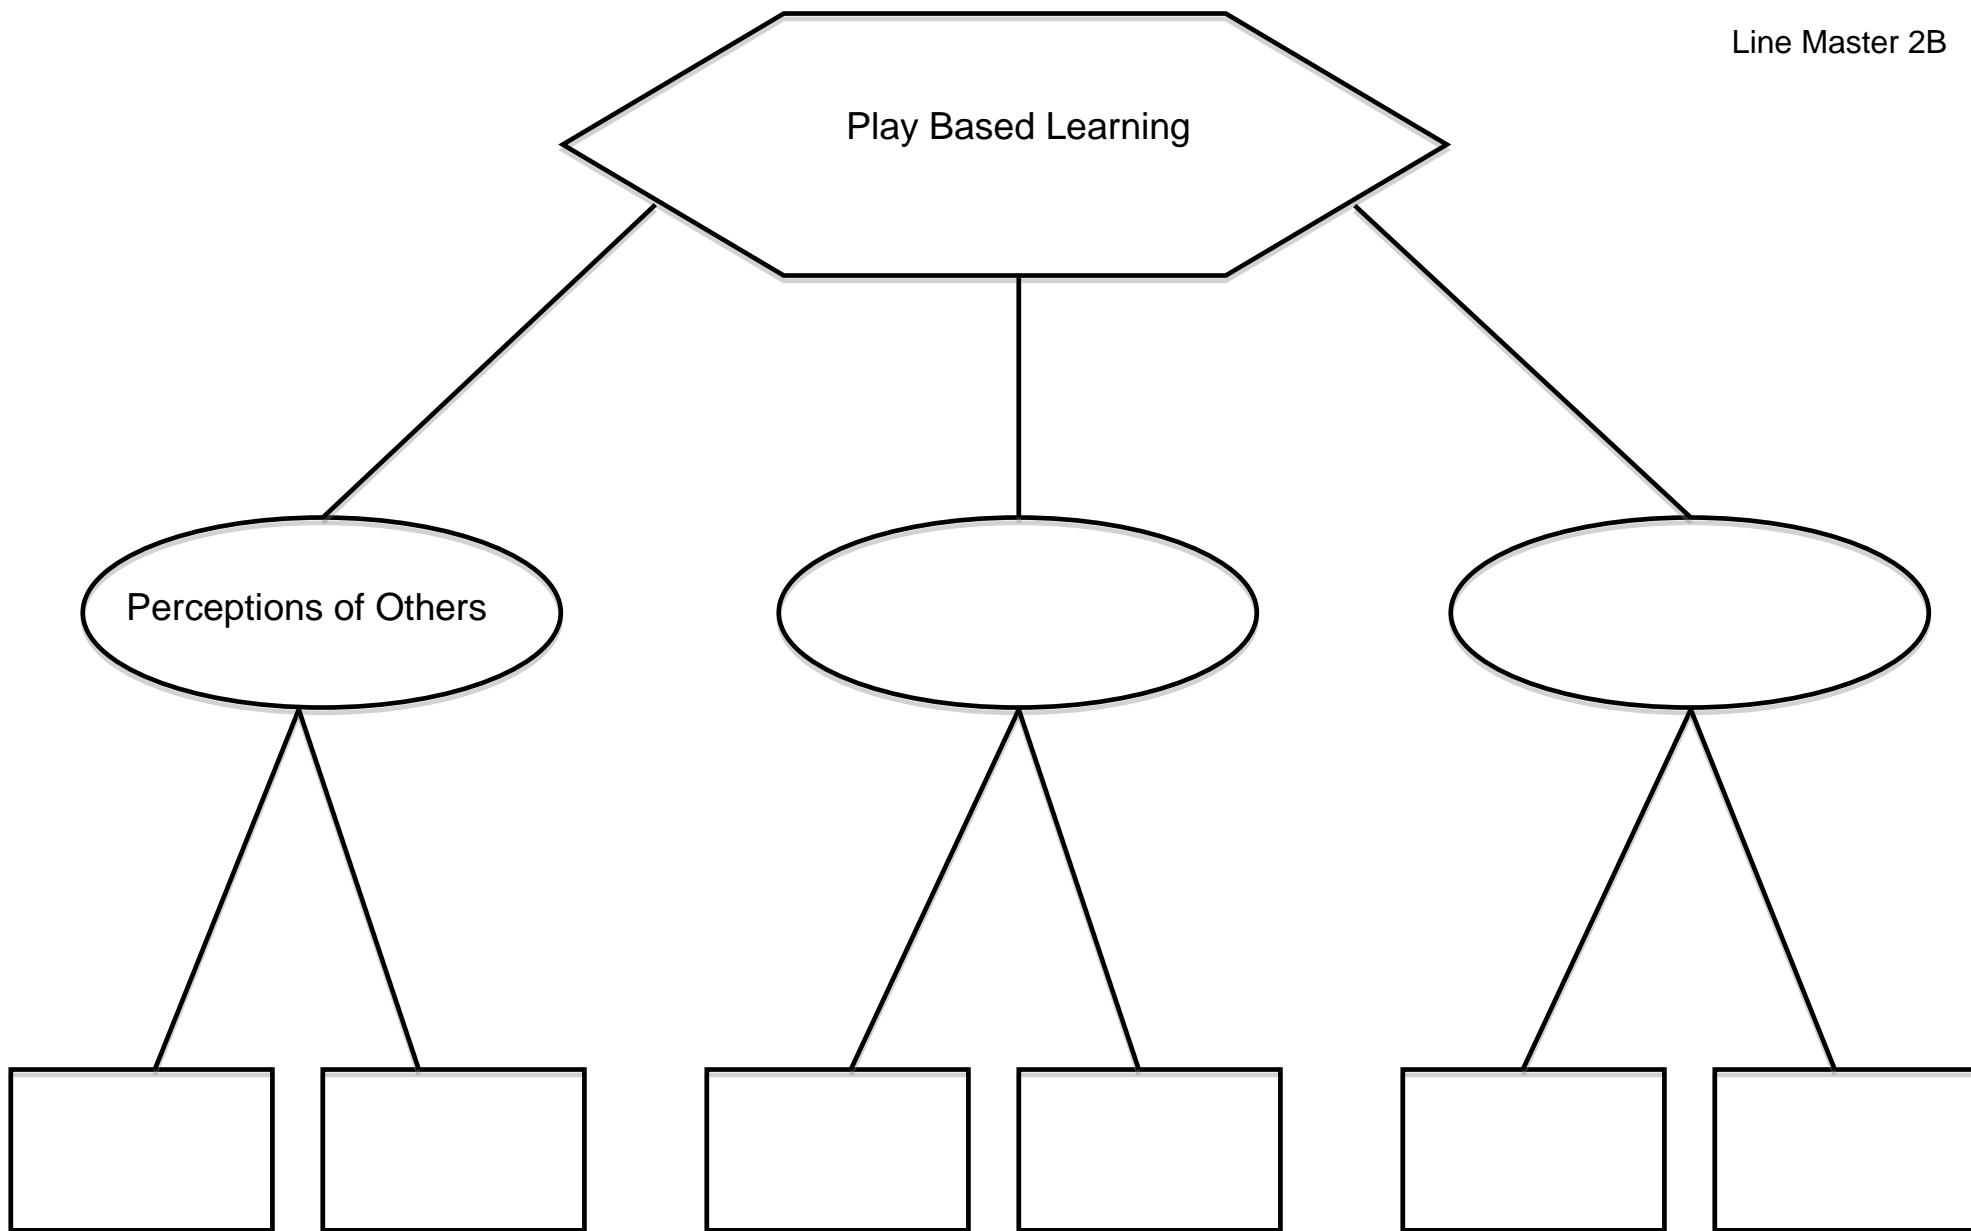 Line Master 2B
Play Based Learning
Perceptions of Others